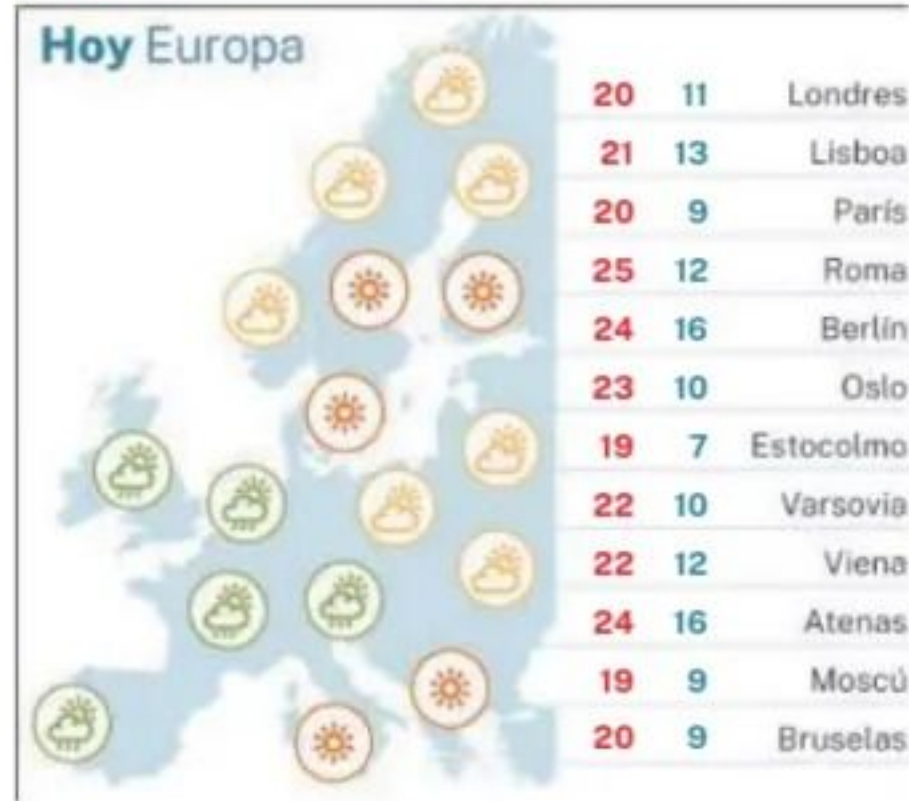 Hoy Europa
20 11 Londres
21 13 Lisboa
20 9 París
25 12 Roma
24 16 Berlín
23 10 Oslo
19 7 Estocolmo
22 10 Varsovia
22 12 Viena
24 16 Atenas
19 9 Moscú
20 9 Bruselas